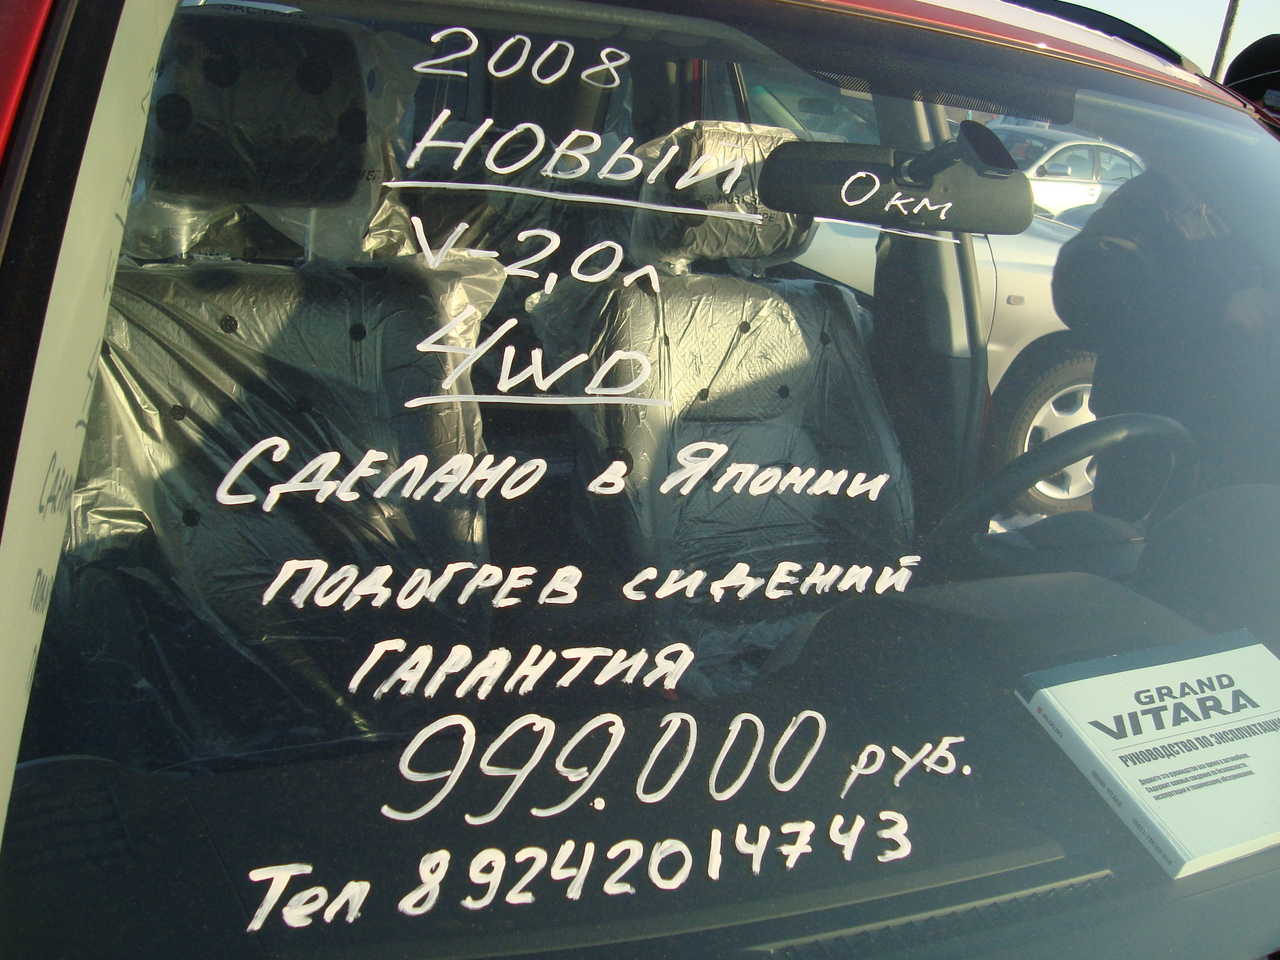 2008
НОВЫЙ
0 км
V-2,0л
4WD
СДЕЛАНО в Японии
ПОДОГРЕВ СИДЕНИЙ
ГАРАНТИЯ
999.000 руб.
Тел 89242014743
GRAND
VITARA
РУКОВОДСТВО ПО ЭКСПЛУАТАЦИ